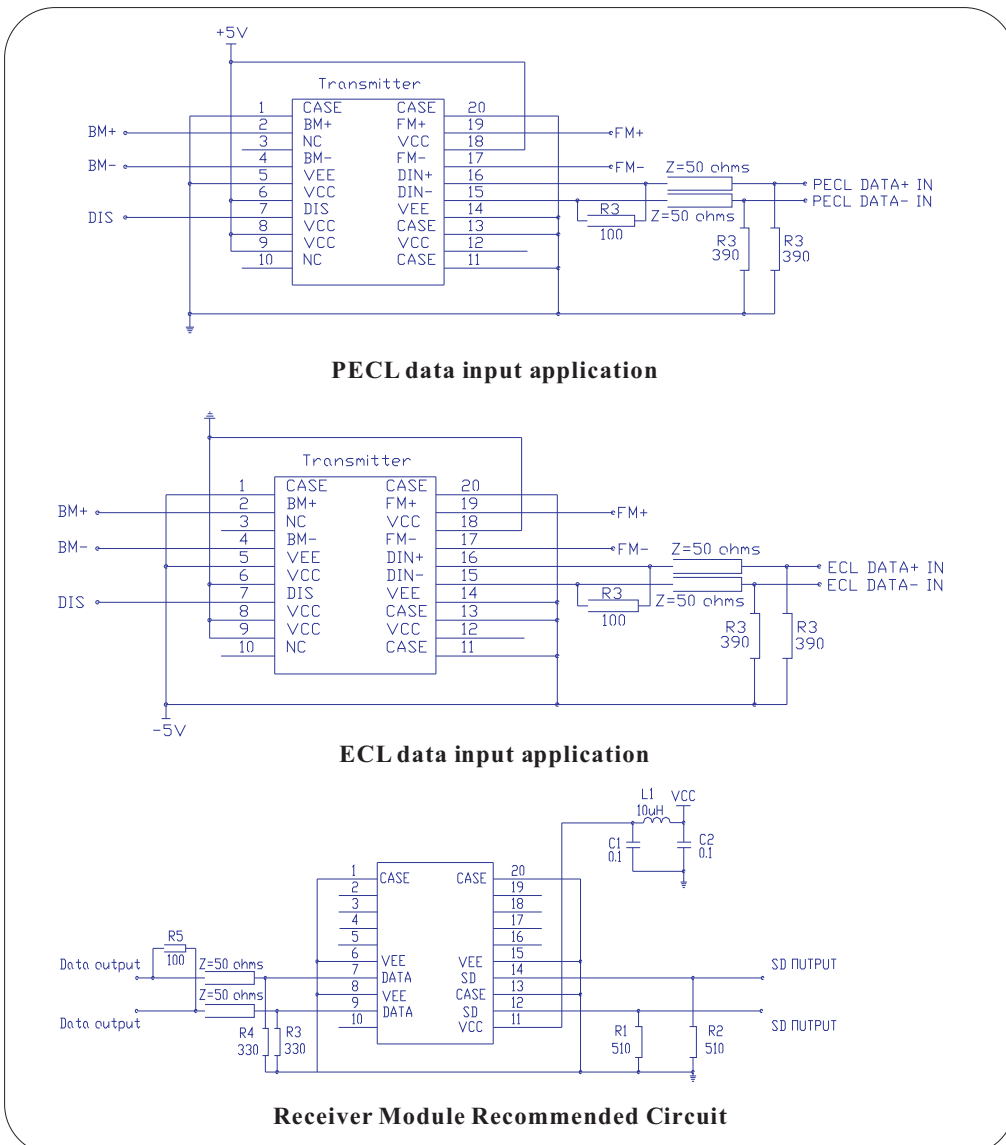 +5V
Transmitter
1 CASE CASE 20
BM+ 2 BM+ FM+ 19 FM+
3 NC VCC 18
BM- 4 BM- FM- 17 FM- Z=50 ohms
5 VEE DIN+ 16 PECL DATA+ IN
6 VCC DIN- 15 PECL DATA- IN
DIS 7 DIS VEE 14 R3 Z=50 ohms
8 VCC CASE 13 100
9 VCC VCC 12 R3 R3
10 NC CASE 11 390 390
PECL data input application
Transmitter
1 CASE CASE 20
BM+ 2 BM+ FM+ 19 FM+
3 NC VCC 18
BM- 4 BM- FM- 17 FM- Z=50 ohms
5 VEE DIN+ 16 ECL DATA+ IN
6 VCC DIN- 15 ECL DATA- IN
DIS 7 DIS VEE 14 R3 Z=50 ohms
8 VCC CASE 13 100
9 VCC VCC 12 R3 R3
10 NC CASE 11 390 390
-5V
ECL data input application
L1 VCC
10uH
C1 C2
0.1 0.1
1 CASE CASE 20
2 19
3 18
4 17
5 16
R5 6 VEE VEE 15
100
Data output Z=50 ohms 7 DATA SD 14 SD OUTPUT
8 VEE CASE 13
Z=50 ohms 9 DATA SD 12
Data output 10 VCC 11 SD OUTPUT
R4 R3 R1 R2
330 330 510 510
Receiver Module Recommended Circuit